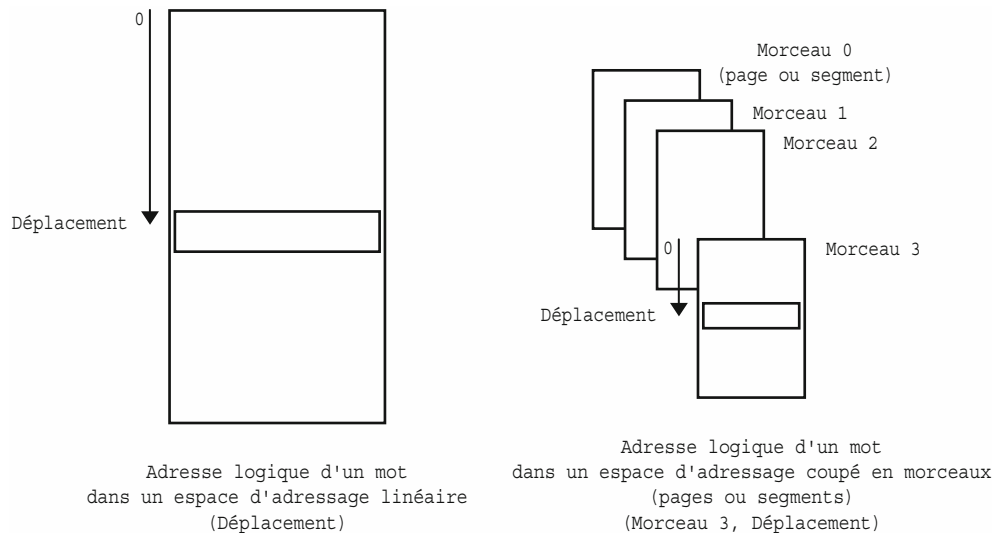 0
Déplacement
Adresse logique d'un mot
dans un espace d'adressage linéaire
(Déplacement)
Morceau 0
(page ou segment)
Morceau 1
Morceau 2
Morceau 3
0
Déplacement
Adresse logique d'un mot
dans un espace d'adressage coupé en morceaux
(pages ou segments)
(Morceau 3, Déplacement)